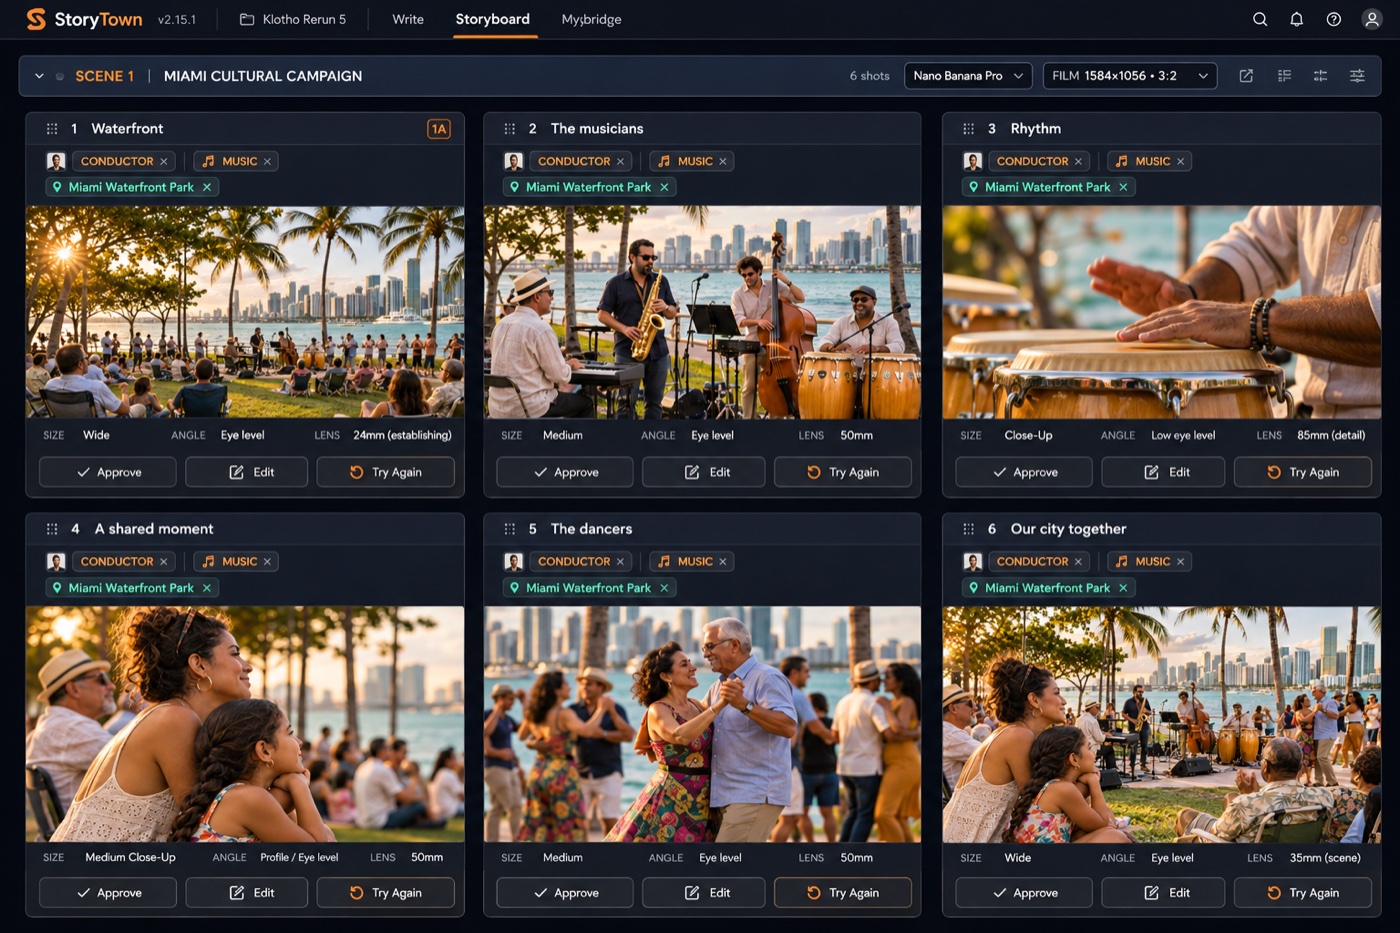 StoryTown v2.15.1 Klotho Rerun 5 Write Storyboard Mybridge
SCENE 1 | MIAMI CULTURAL CAMPAIGN 6 shots Nano Banana Pro FILM 1584×1056 • 3:2
1 Waterfront 1A
CONDUCTOR × MUSIC ×
Miami Waterfront Park ×
SIZE Wide ANGLE Eye level LENS 24mm (establishing)
Approve Edit Try Again
2 The musicians
CONDUCTOR × MUSIC ×
Miami Waterfront Park ×
SIZE Medium ANGLE Eye level LENS 50mm
Approve Edit Try Again
3 Rhythm
CONDUCTOR × MUSIC ×
Miami Waterfront Park ×
SIZE Close-Up ANGLE Low eye level LENS 85mm (detail)
Approve Edit Try Again
4 A shared moment
CONDUCTOR × MUSIC ×
Miami Waterfront Park ×
SIZE Medium Close-Up ANGLE Profile / Eye level LENS 50mm
Approve Edit Try Again
5 The dancers
CONDUCTOR × MUSIC ×
Miami Waterfront Park ×
SIZE Medium ANGLE Eye level LENS 50mm
Approve Edit Try Again
6 Our city together
CONDUCTOR × MUSIC ×
Miami Waterfront Park ×
SIZE Wide ANGLE Eye level LENS 35mm (scene)
Approve Edit Try Again